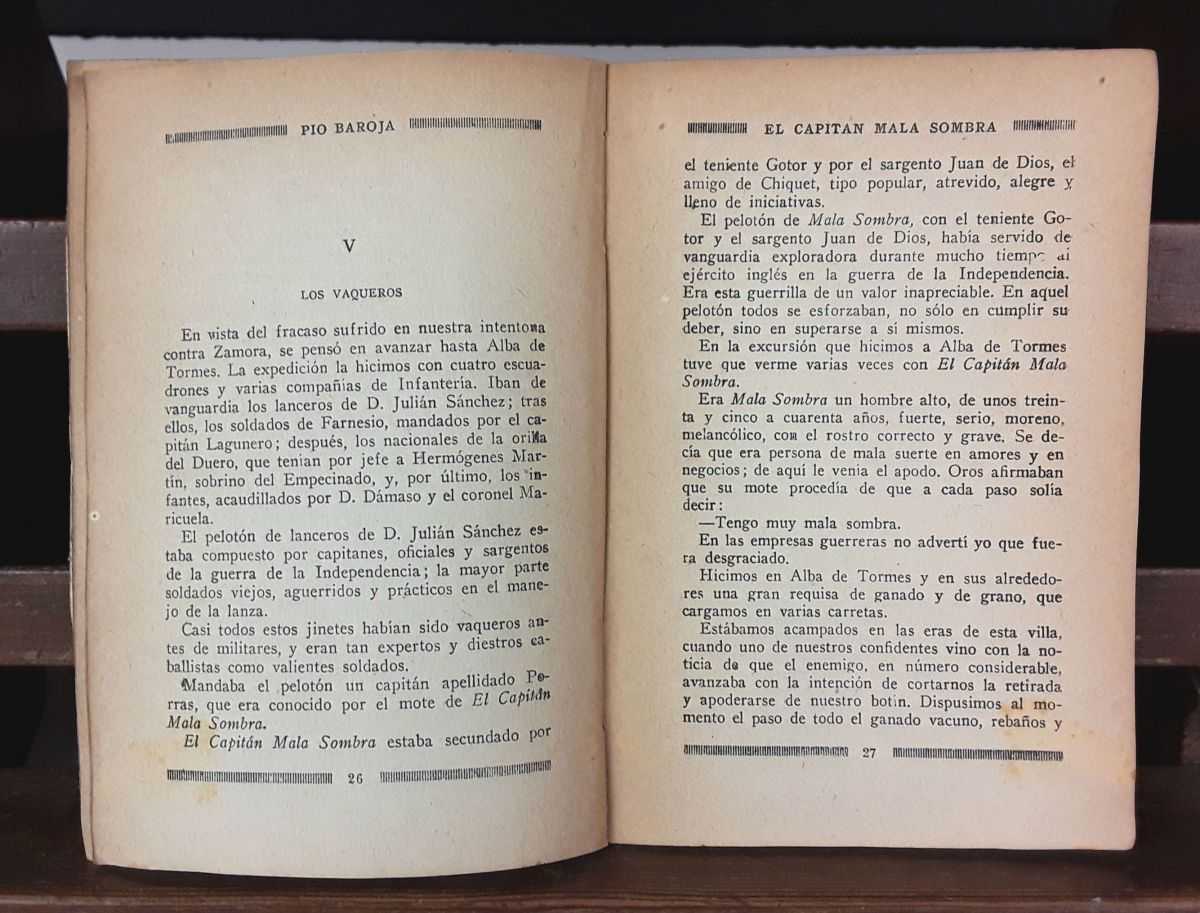 PIO BAROJA
V
LOS VAQUEROS
En vista del fracaso sufrido en nuestra intentona
contra Zamora, se pensó en avanzar hasta Alba de
Tormes. La expedición la hicimos con cuatro escua-
drones y varias compañías de Infantería. Iban de
vanguardia los lanceros de D. Julián Sánchez; tras
ellos, los soldados de Farnesio, mandados por el ca-
pitán Lagunero; después, los nacionales de la orilla
del Duero, que tenían por jefe a Hermógenes Mar-
tín, sobrino del Empecinado, y, por último, los in-
fantes, acaudillados por D. Dámaso y el coronel Ma-
ricuela.
El pelotón de lanceros de D. Julián Sánchez es-
taba compuesto por capitanes, oficiales y sargentos
de la guerra de la Independencia; la mayor parte
soldados viejos, aguerridos y prácticos en el mane-
jo de la lanza.
Casi todos estos jinetes habían sido vaqueros an-
tes de militares, y eran tan expertos y diestros ca-
ballistas como valientes soldados.
Mandaba el pelotón un capitán apellidado Po-
rras, que era conocido por el mote de El Capitán
Mala Sombra.
El Capitán Mala Sombra estaba secundado por
26
EL CAPITAN MALA SOMBRA
el teniente Gotor y por el sargento Juan de Dios, el
amigo de Chiquet, tipo popular, atrevido, alegre y
lleno de iniciativas.
El pelotón de Mala Sombra, con el teniente Go-
tor y el sargento Juan de Dios, había servido de
vanguardia exploradora durante mucho tiempo al
ejército inglés en la guerra de la Independencia.
Era esta guerrilla de un valor inapreciable. En aquel
pelotón todos se esforzaban, no sólo en cumplir su
deber, sino en superarse a sí mismos.
En la excursión que hicimos a Alba de Tormes
tuve que verme varias veces con El Capitán Mala
Sombra.
Era Mala Sombra un hombre alto, de unos trein-
ta y cinco a cuarenta años, fuerte, serio, moreno,
melancólico, con el rostro correcto y grave. Se de-
cía que era persona de mala suerte en amores y en
negocios; de aquí le venía el apodo. Oros afirmaban
que su mote procedía de que a cada paso solía
decir:
—Tengo muy mala sombra.
En las empresas guerreras no advertí yo que fue-
ra desgraciado.
Hicimos en Alba de Tormes y en sus alrededo-
res una gran requisa de ganado y de grano, que
cargamos en varias carretas.
Estábamos acampados en las eras de esta villa,
cuando uno de nuestros confidentes vino con la no-
ticia de que el enemigo, en número considerable,
avanzaba con la intención de cortarnos la retirada
y apoderarse de nuestro botín. Dispusimos al mo-
mento el paso de todo el ganado vacuno, rebaños y
27